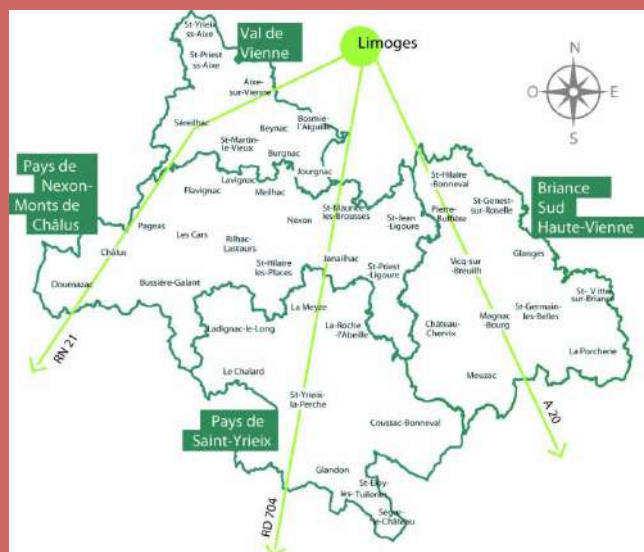 St-Yrieix
ss-Aixe
Val de
Vienne
Limoges
St-Priest
ss-Aixe
Aixe
-sur-Vienne
N
O
E
S
Séreilhac
Bosmie-
l'Aiguille
Beynac
St-Martin
-le-Vieux
Burgnac
Jourgnac
Pays de
Nexon-
Monts de
Châlus
Lavignac
Flavignac
Meilhac
St-Hilaire
-Bonneval
St-Genest
-sur-Roselle
Briance
Sud
Haute-Vienne
Pageas
Les Cars
Rilhac-
Lastours
Nexon
St-Maurice
-les-Brousses
St-Jean
-Ligoure
Pierre-
Buffière
Glanges
Châlus
St-Hilaire
les-Places
Janailhac
St-Priest
-Ligoure
Vicq-sur
-Breuilh
Dournazac
Bussière-Galant
St-Germain
-les-Belles
sur-Briance
La Meyze
Magnac
-Bourg
Ladignac-le-Long
La-Roche
-l'Abeille
Château-
Chervix
La Porcherie
Le Chalard
Meuzac
RN 21
St-Yrieix
-la-Perche
A 20
Pays de
Saint-Yrieix
Coussac-Bonneval
Glandon
St-Eloy
-les-Tuileries
Ségur
-le-Château
RD 704